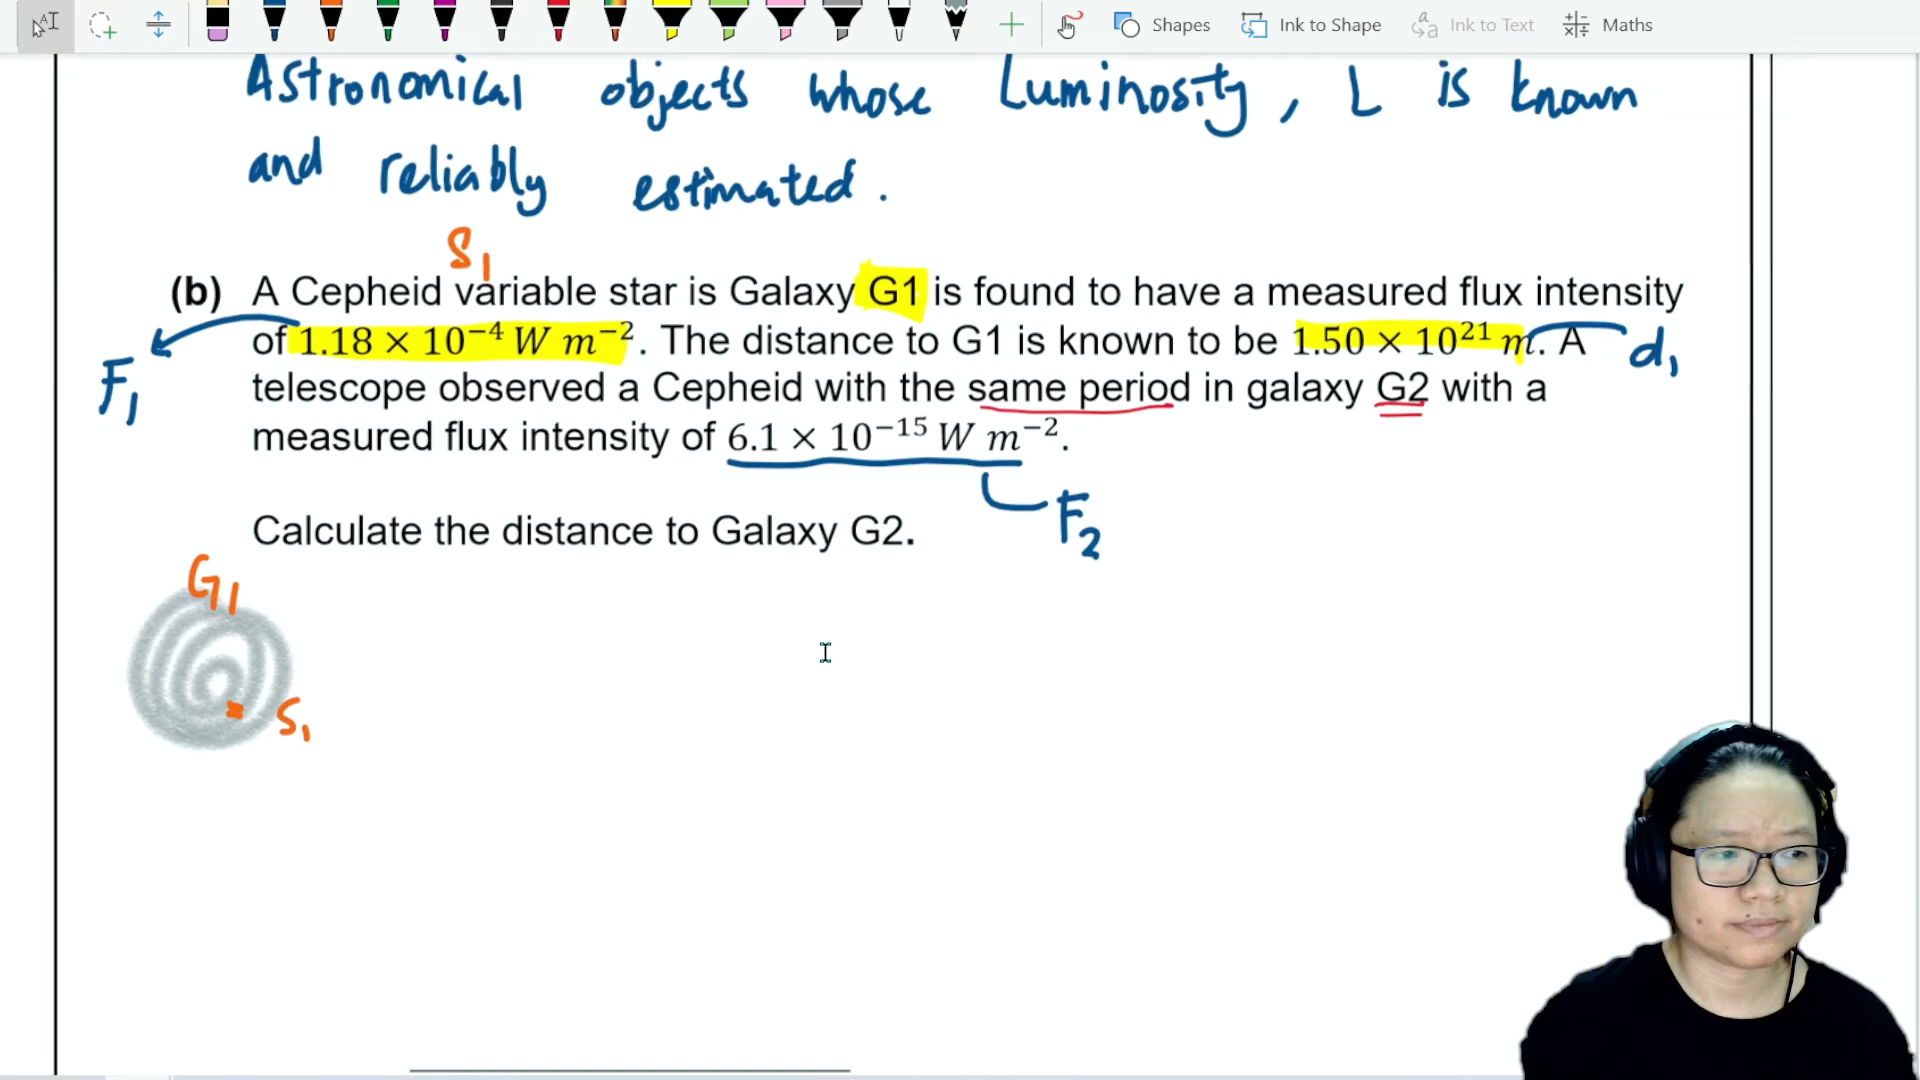 Shapes Ink to Shape Ink to Text Maths
Astronomical objects whose Luminosity, L is known
and reliably estimated.
S1
(b) A Cepheid variable star is Galaxy G1 is found to have a measured flux intensity
of 1.18 × 10⁻⁴ W m⁻². The distance to G1 is known to be 1.50 × 10²¹ m. A d1
F1 telescope observed a Cepheid with the same period in galaxy G2 with a
measured flux intensity of 6.1 × 10⁻¹⁵ W m⁻².
F2
Calculate the distance to Galaxy G2.
G1
S1